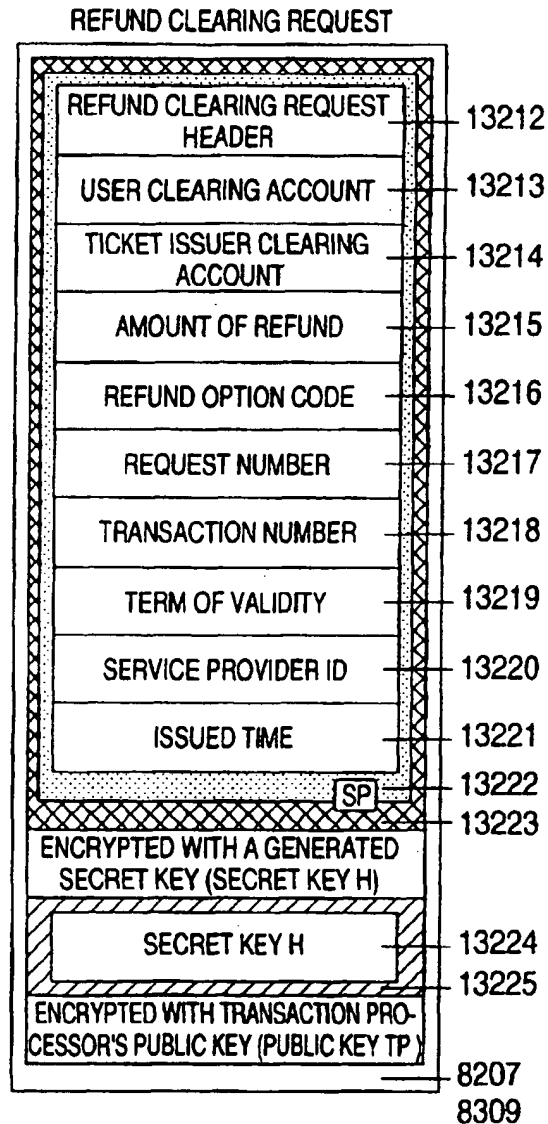 REFUND CLEARING REQUEST
REFUND CLEARING REQUEST
HEADER
13212
USER CLEARING ACCOUNT
13213
TICKET ISSUER CLEARING
ACCOUNT
13214
AMOUNT OF REFUND
13215
REFUND OPTION CODE
13216
REQUEST NUMBER
13217
TRANSACTION NUMBER
13218
TERM OF VALIDITY
13219
SERVICE PROVIDER ID
13220
ISSUED TIME
13221
13222
SP
13223
ENCRYPTED WITH A GENERATED
SECRET KEY (SECRET KEY H)
SECRET KEY H
13224
13225
ENCRYPTED WITH TRANSACTION PRO-
CESSOR'S PUBLIC KEY (PUBLIC KEY TP )
8207
8309